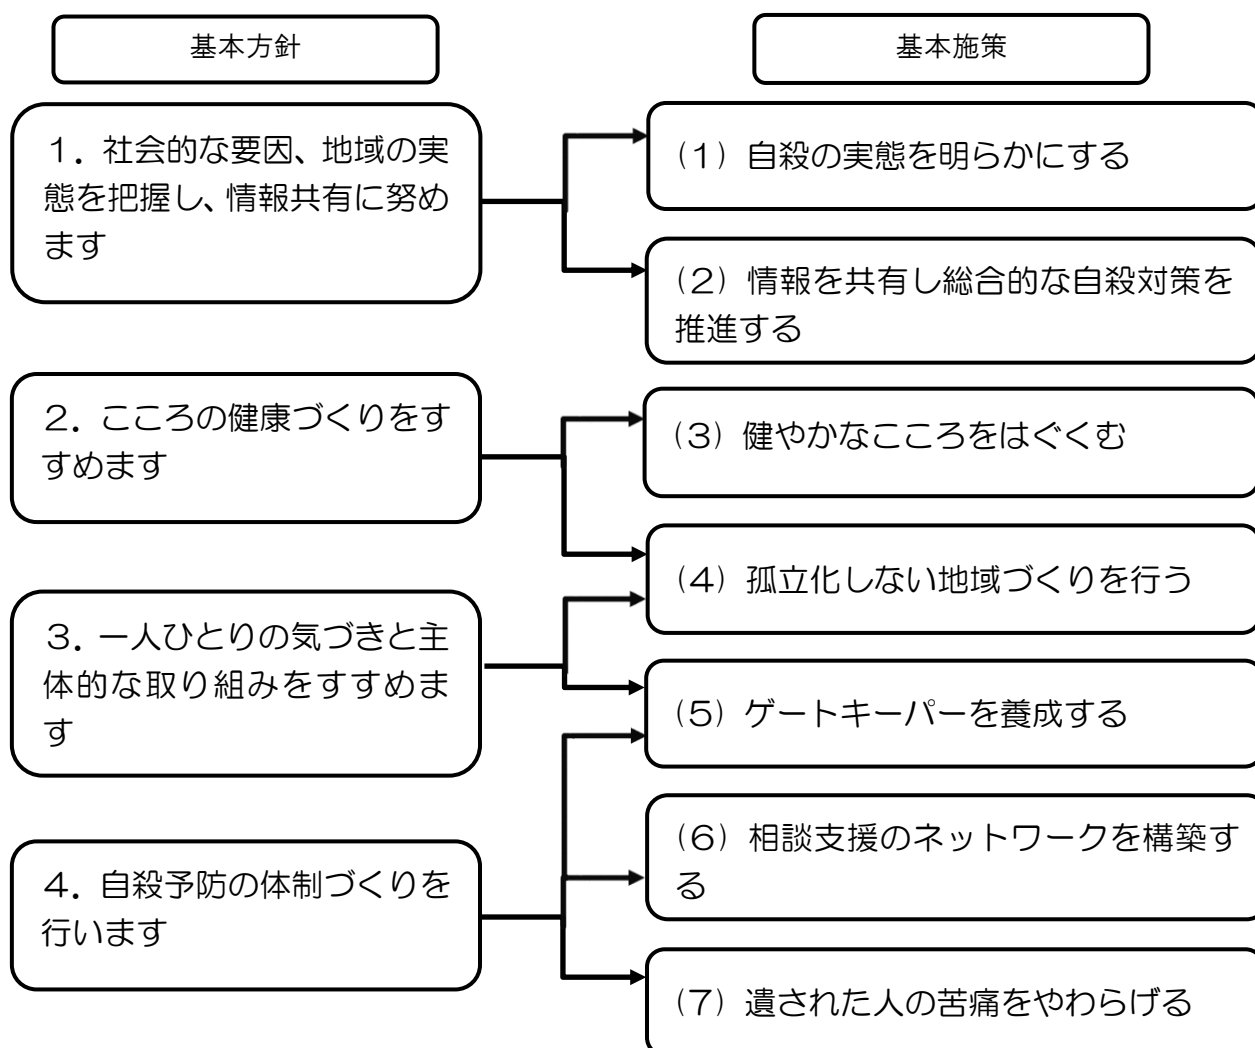 基本方針
基本施策
1．社会的な要因、地域の実
態を把握し、情報共有に努め
ます
（1）自殺の実態を明らかにする
（2）情報を共有し総合的な自殺対策を
推進する
2．こころの健康づくりをす
すめます
（3）健やかなこころをはぐくむ
（4）孤立化しない地域づくりを行う
3．一人ひとりの気づきと主
体的な取り組みをすすめま
す
（5）ゲートキーパーを養成する
4．自殺予防の体制づくりを
行います
（6）相談支援のネットワークを構築す
る
（7）遺された人の苦痛をやわらげる